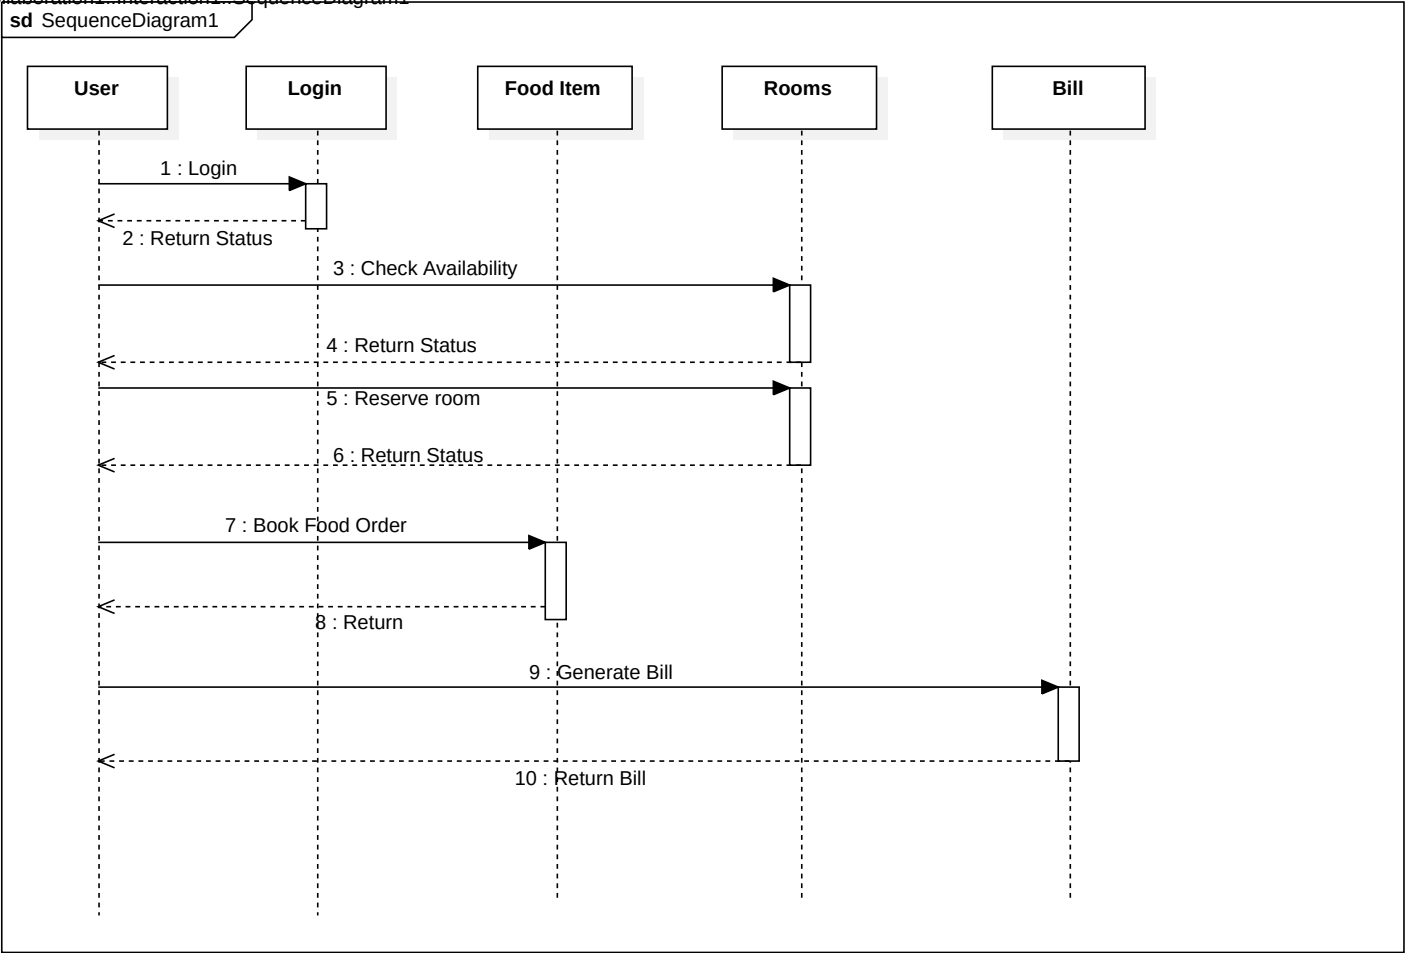 sd SequenceDiagram1
User
Login
Food Item
Rooms
Bill
1 : Login
2 : Return Status
3 : Check Availability
4 : Return Status
5 : Reserve room
6 : Return Status
7 : Book Food Order
8 : Return
9 : Generate Bill
10 : Return Bill